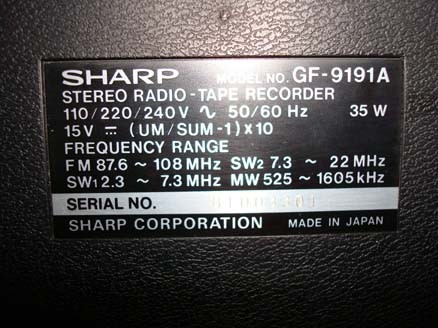 SHARP MODEL NO. GF-9191A
STEREO RADIO-TAPE RECORDER
110/220/240V ∿ 50/60 Hz 35 W
15V ⎓ (UM/SUM-1)×10
FREQUENCY RANGE
FM 87.6 ~ 108 MHz SW2 7.3 ~ 22 MHz
SW1 2.3 ~ 7.3 MHz MW 525 ~ 1605 kHz
SERIAL NO.
SHARP CORPORATION MADE IN JAPAN